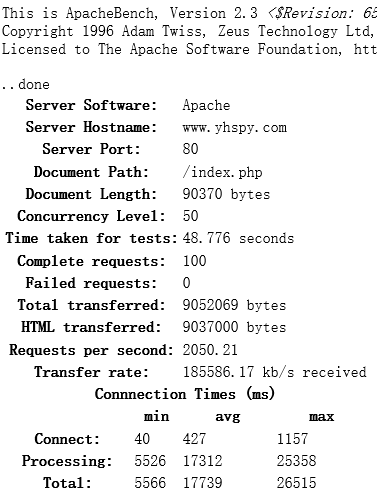 This is ApacheBench, Version 2.3 <$Revision: 65
Copyright 1996 Adam Twiss, Zeus Technology Ltd,
Licensed to The Apache Software Foundation, htt
..done
Server Software: Apache
Server Hostname: www.yhspy.com
Server Port: 80
Document Path: /index.php
Document Length: 90370 bytes
Concurrency Level: 50
Time taken for tests: 48.776 seconds
Complete requests: 100
Failed requests: 0
Total transferred: 9052069 bytes
HTML transferred: 9037000 bytes
Requests per second: 2050.21
Transfer rate: 185586.17 kb/s received
Connnection Times (ms)
min avg max
Connect: 40 427 1157
Processing: 5526 17312 25358
Total: 5566 17739 26515